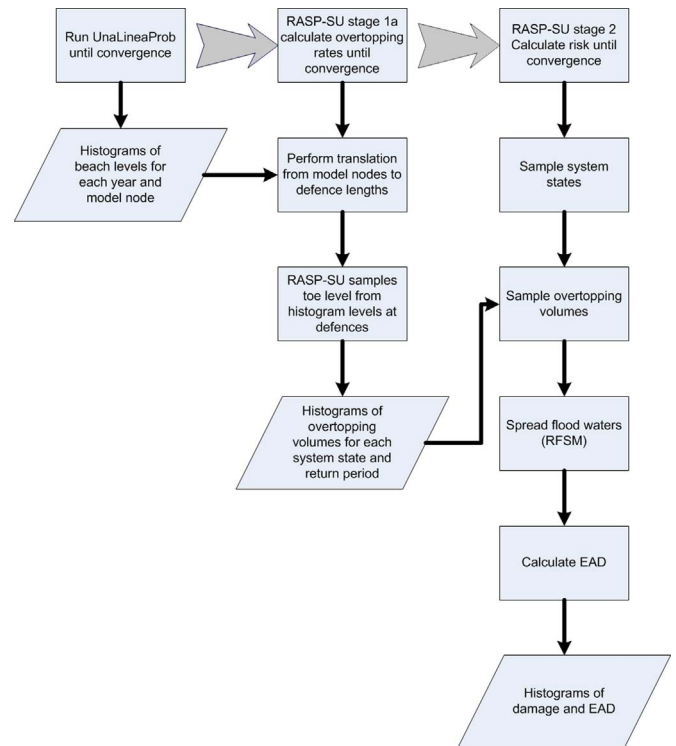 Run UnaLineaProb
until convergence
RASP-SU stage 1a
calculate overtopping
rates until
convergence
RASP-SU stage 2
Calculate risk until
convergence
Histograms of
beach levels for
each year and
model node
Perform translation
from model nodes to
defence lengths
Sample system
states
RASP-SU samples
toe level from
histogram levels at
defences
Sample overtopping
volumes
Histograms of
overtopping
volumes for each
system state and
return period
Spread flood waters
(RFSM)
Calculate EAD
Histograms of
damage and EAD